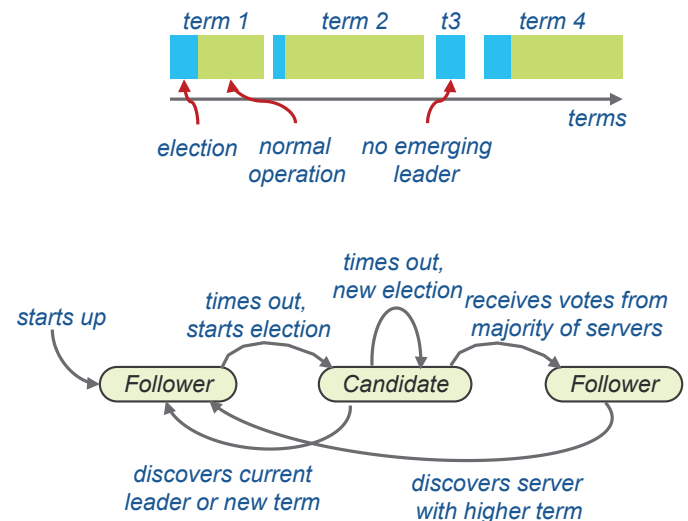 term 1 term 2 t3 term 4
terms
election normal operation no emerging leader
times out,
new election
starts up
times out,
starts election
receives votes from
majority of servers
Follower Candidate Follower
discovers current
leader or new term
discovers server
with higher term